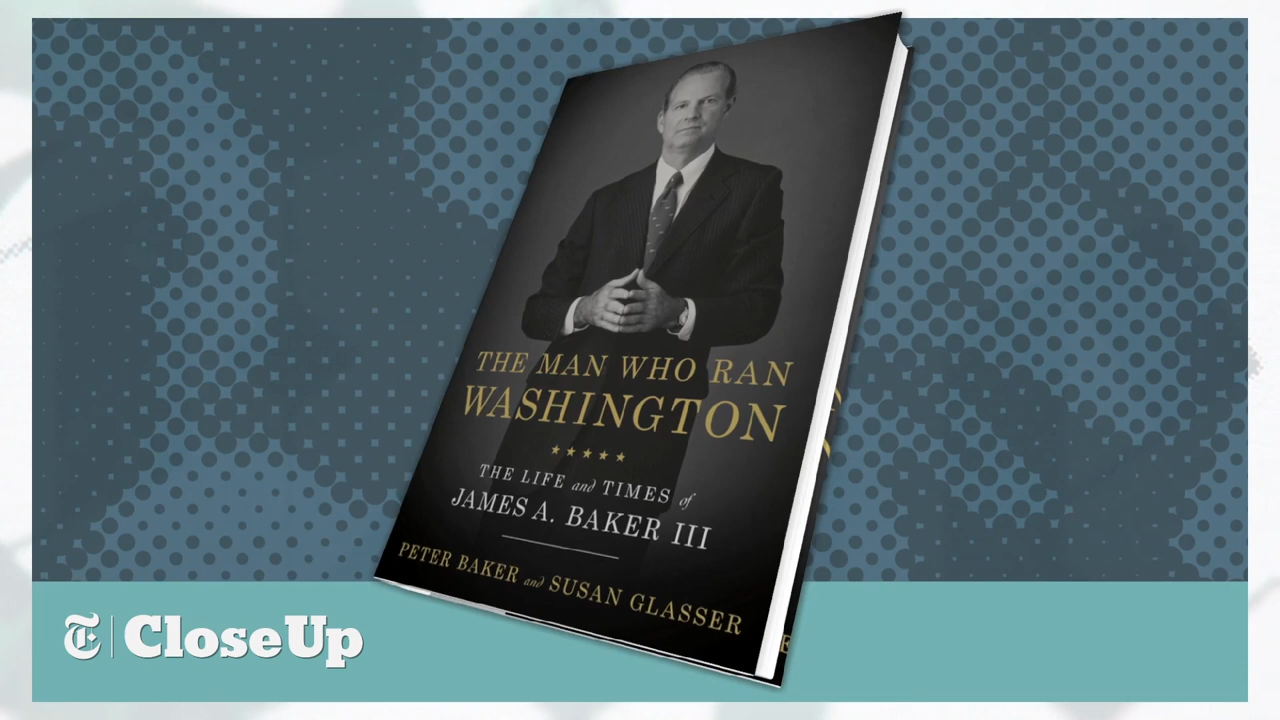 THE MAN WHO RAN
WASHINGTON
THE LIFE and TIMES of
JAMES A. BAKER III
PETER BAKER and SUSAN GLASSER
T CloseUp